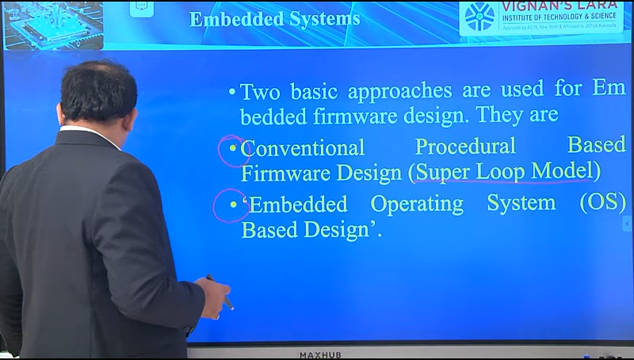 Embedded Systems
VIGNAN'S LARA
INSTITUTE OF TECHNOLOGY & SCIENCE
• Two basic approaches are used for Em
bedded firmware design. They are
• Conventional Procedural Based
Firmware Design (Super Loop Model)
• ‘Embedded Operating System (OS)
Based Design’.
MAXHUB